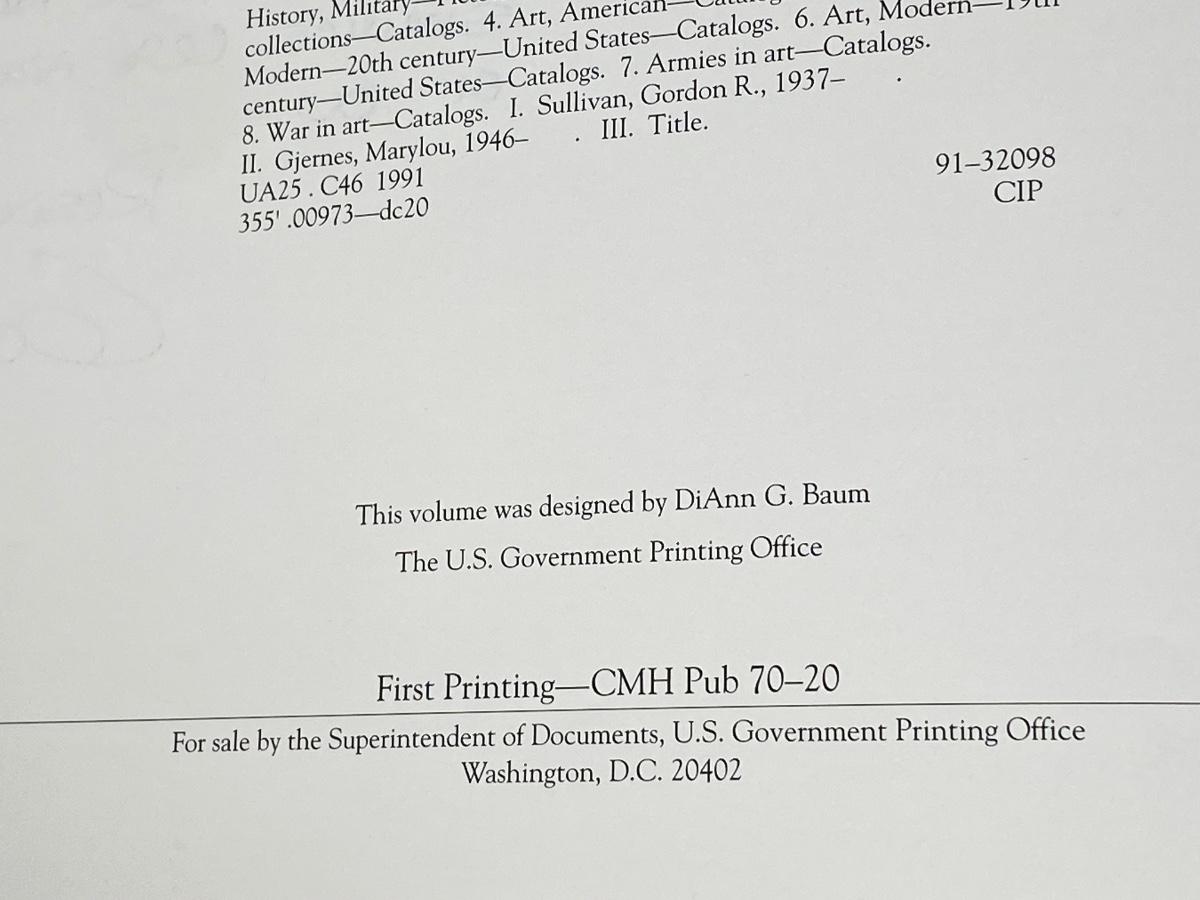 History, Military—
collections—Catalogs. 4. Art, American—
Modern—20th century—United States—Catalogs. 6. Art, Modern—19th
century—United States—Catalogs. 7. Armies in art—Catalogs.
8. War in art—Catalogs. I. Sullivan, Gordon R., 1937– .
II. Gjernes, Marylou, 1946– . III. Title.
UA25 . C46 1991
355' .00973—dc20
91–32098
CIP
This volume was designed by DiAnn G. Baum
The U.S. Government Printing Office
First Printing—CMH Pub 70–20
For sale by the Superintendent of Documents, U.S. Government Printing Office
Washington, D.C. 20402